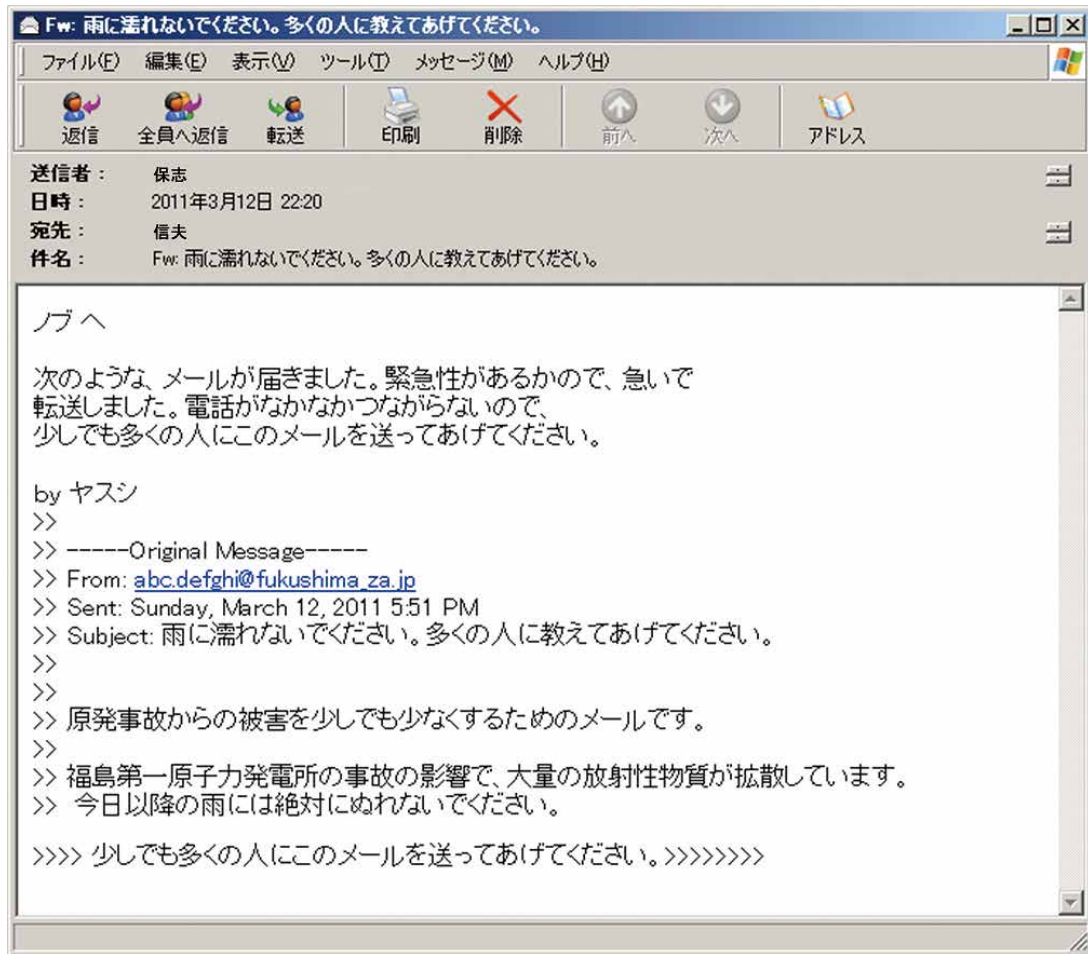 Fw: 雨に濡れないでください。多くの人に教えてあげてください。
ファイル(F) 編集(E) 表示(V) ツール(T) メッセージ(M) ヘルプ(H)
返信 全員へ返信 転送 印刷 削除 前へ 次へ アドレス
送信者： 保志
日時： 2011年3月12日 22:20
宛先： 信夫
件名： Fw: 雨に濡れないでください。多くの人に教えてあげてください。
ノブ へ
次のような、メールが届きました。緊急性があるかので、急いで
転送しました。電話がなかなかつながらないので、
少しでも多くの人にこのメールを送ってあげてください。
by ヤスシ
>>
>> -----Original Message-----
>> From: abc.defghi@fukushima_za.jp
>> Sent: Sunday, March 12, 2011 5:51 PM
>> Subject: 雨に濡れないでください。多くの人に教えてあげてください。
>>
>>
>> 原発事故からの被害を少しでも少なくするためのメールです。
>>
>> 福島第一原子力発電所の事故の影響で、大量の放射性物質が拡散しています。
>> 今日以降の雨には絶対にぬれないでください。
>>>> 少しでも多くの人にこのメールを送ってあげてください。>>>>>>>>